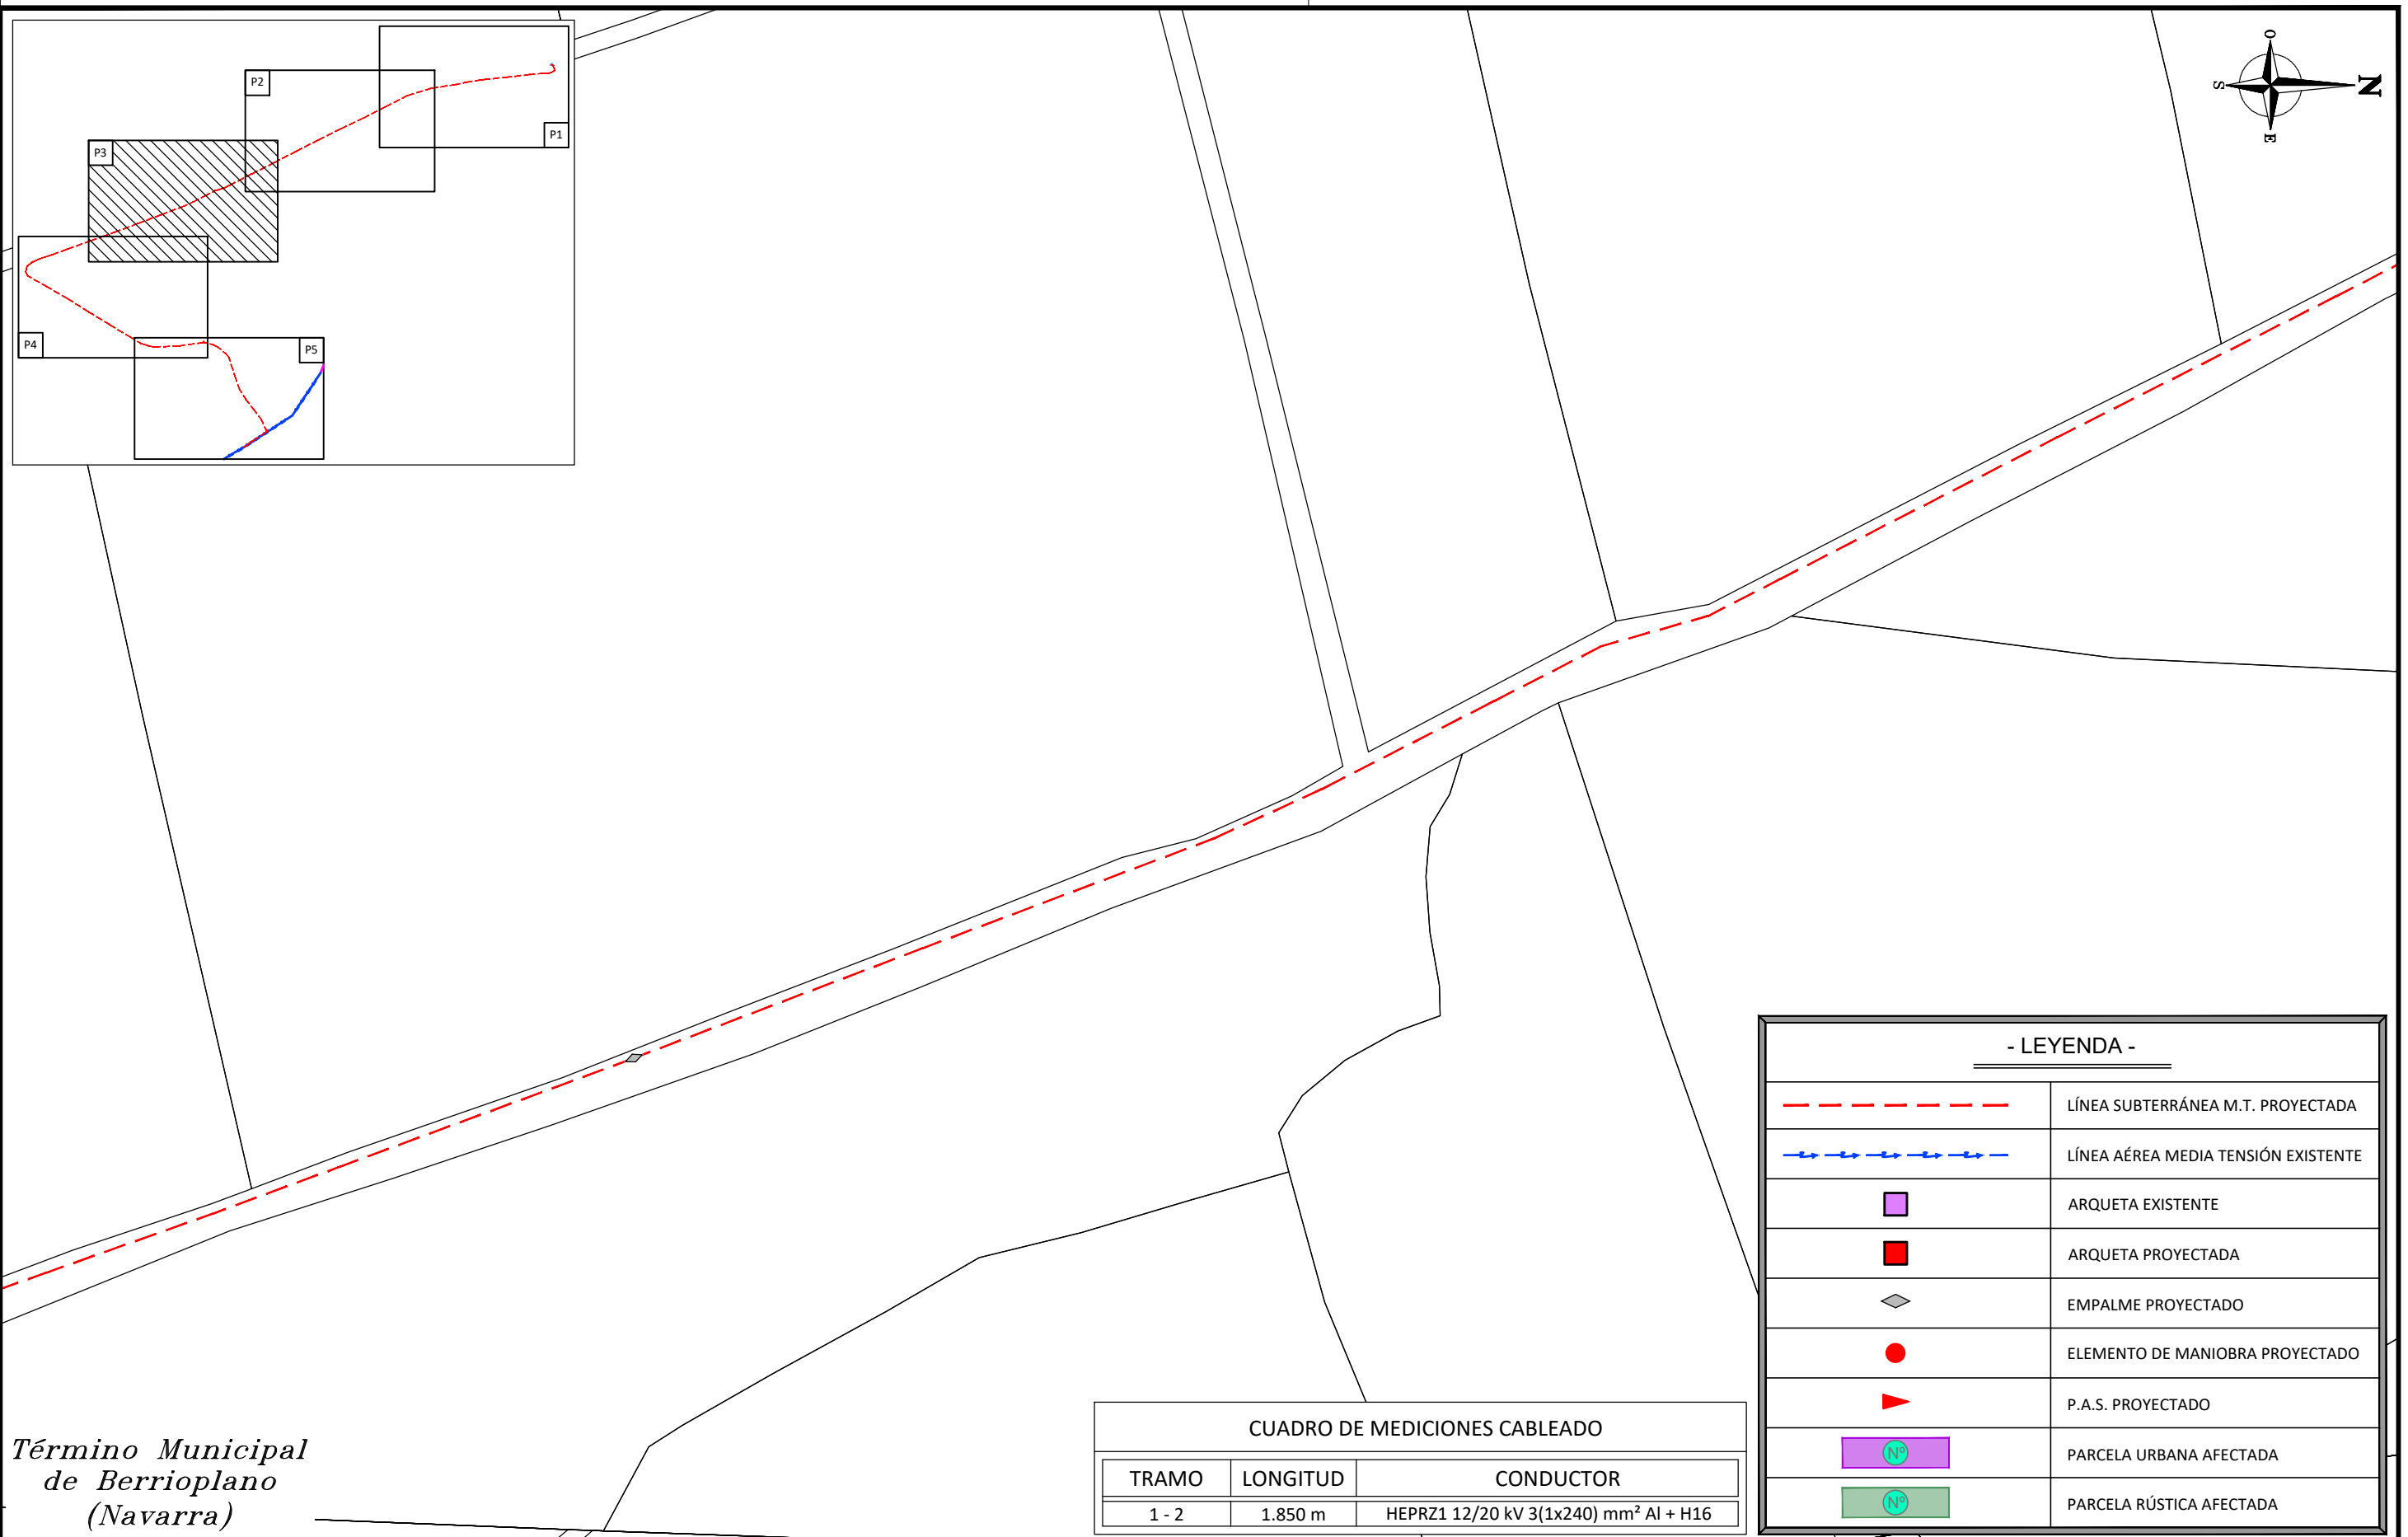 P2
P1
P3
P4
P5
O
S
N
E
- LEYENDA -
LÍNEA SUBTERRÁNEA M.T. PROYECTADA
LÍNEA AÉREA MEDIA TENSIÓN EXISTENTE
ARQUETA EXISTENTE
ARQUETA PROYECTADA
EMPALME PROYECTADO
ELEMENTO DE MANIOBRA PROYECTADO
P.A.S. PROYECTADO
Nº PARCELA URBANA AFECTADA
Nº PARCELA RÚSTICA AFECTADA
CUADRO DE MEDICIONES CABLEADO
TRAMO LONGITUD CONDUCTOR
1 - 2 1.850 m HEPRZ1 12/20 kV 3(1x240) mm² Al + H16
Término Municipal
de Berrioplano
(Navarra)